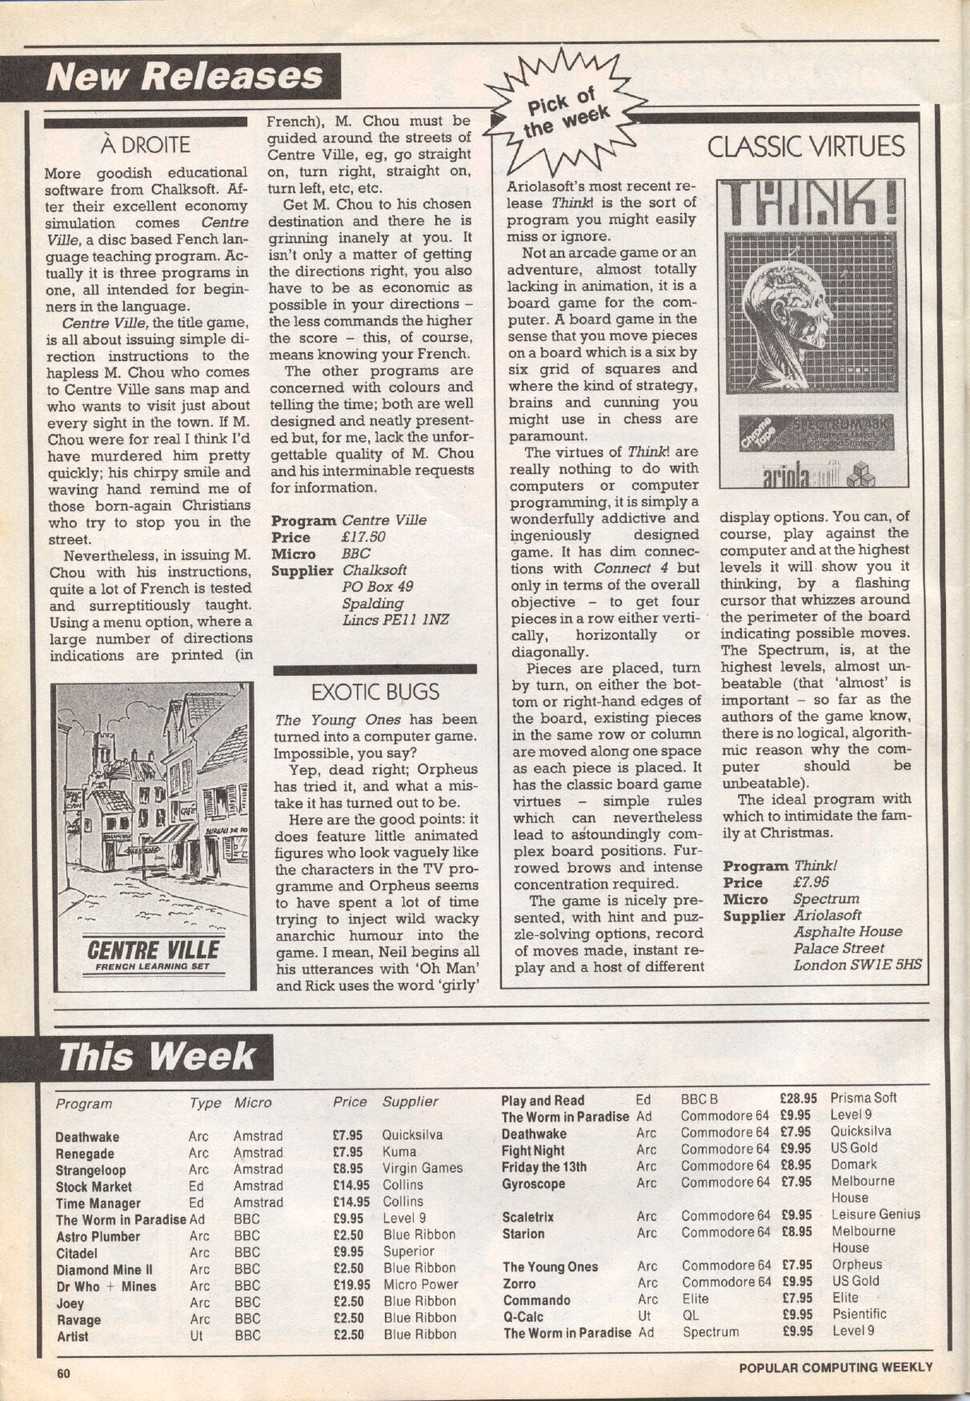 New Releases
À DROITE
More goodish educational
software from Chalksoft. Af-
ter their excellent economy
simulation comes Centre
Ville, a disc based Fench lan-
guage teaching program. Ac-
tually it is three programs in
one, all intended for begin-
ners in the language.
Centre Ville, the title game,
is all about issuing simple di-
rection instructions to the
hapless M. Chou who comes
to Centre Ville sans map and
who wants to visit just about
every sight in the town. If M.
Chou were for real I think I'd
have murdered him pretty
quickly; his chirpy smile and
waving hand remind me of
those born-again Christians
who try to stop you in the
street.
Nevertheless, in issuing M.
Chou with his instructions,
quite a lot of French is tested
and surreptitiously taught.
Using a menu option, where a
large number of directions
indications are printed (in
CAFE
CENTRE VILLE
FRENCH LEARNING SET
French), M. Chou must be
guided around the streets of
Centre Ville, eg, go straight
on, turn right, straight on,
turn left, etc, etc.
Get M. Chou to his chosen
destination and there he is
grinning inanely at you. It
isn't only a matter of getting
the directions right, you also
have to be as economic as
possible in your directions –
the less commands the higher
the score – this, of course,
means knowing your French.
The other programs are
concerned with colours and
telling the time; both are well
designed and neatly present-
ed but, for me, lack the unfor-
gettable quality of M. Chou
and his interminable requests
for information.
Program Centre Ville
Price £17.50
Micro BBC
Supplier Chalksoft
PO Box 49
Spalding
Lincs PE11 1NZ
EXOTIC BUGS
The Young Ones has been
turned into a computer game.
Impossible, you say?
Yep, dead right; Orpheus
has tried it, and what a mis-
take it has turned out to be.
Here are the good points: it
does feature little animated
figures who look vaguely like
the characters in the TV pro-
gramme and Orpheus seems
to have spent a lot of time
trying to inject wild wacky
anarchic humour into the
game. I mean, Neil begins all
his utterances with 'Oh Man'
and Rick uses the word 'girly'
Pick of
the week
CLASSIC VIRTUES
Ariolasoft's most recent re-
lease Think! is the sort of
program you might easily
miss or ignore.
Not an arcade game or an
adventure, almost totally
lacking in animation, it is a
board game for the com-
puter. A board game in the
sense that you move pieces
on a board which is a six by
six grid of squares and
where the kind of strategy,
brains and cunning you
might use in chess are
paramount.
The virtues of Think! are
really nothing to do with
computers or computer
programming, it is simply a
wonderfully addictive and
ingeniously designed
game. It has dim connec-
tions with Connect 4 but
only in terms of the overall
objective – to get four
pieces in a row either verti-
cally, horizontally or
diagonally.
Pieces are placed, turn
by turn, on either the bot-
tom or right-hand edges of
the board, existing pieces
in the same row or column
are moved along one space
as each piece is placed. It
has the classic board game
virtues – simple rules
which can nevertheless
lead to astoundingly com-
plex board positions. Fur-
rowed brows and intense
concentration required.
The game is nicely pre-
sented, with hint and puz-
zle-solving options, record
of moves made, instant re-
play and a host of different
THINK!
Chrome
Tape
SPECTRUM 48K
ariola
display options. You can, of
course, play against the
computer and at the highest
levels it will show you it
thinking, by a flashing
cursor that whizzes around
the perimeter of the board
indicating possible moves.
The Spectrum, is, at the
highest levels, almost un-
beatable (that 'almost' is
important – so far as the
authors of the game know,
there is no logical, algorith-
mic reason why the com-
puter should be
unbeatable).
The ideal program with
which to intimidate the fam-
ily at Christmas.
Program Think!
Price £7.95
Micro Spectrum
Supplier Ariolasoft
Asphalte House
Palace Street
London SW1E 5HS
This Week
Program Type Micro Price Supplier
Deathwake Arc Amstrad £7.95 Quicksilva
Renegade Arc Amstrad £7.95 Kuma
Strangeloop Arc Amstrad £8.95 Virgin Games
Stock Market Ed Amstrad £14.95 Collins
Time Manager Ed Amstrad £14.95 Collins
The Worm in Paradise Ad BBC £9.95 Level 9
Astro Plumber Arc BBC £2.50 Blue Ribbon
Citadel Arc BBC £9.95 Superior
Diamond Mine II Arc BBC £2.50 Blue Ribbon
Dr Who + Mines Arc BBC £19.95 Micro Power
Joey Arc BBC £2.50 Blue Ribbon
Ravage Arc BBC £2.50 Blue Ribbon
Artist Ut BBC £2.50 Blue Ribbon
Play and Read Ed BBC B £28.95 Prisma Soft
The Worm in Paradise Ad Commodore 64 £9.95 Level 9
Deathwake Arc Commodore 64 £7.95 Quicksilva
Fight Night Arc Commodore 64 £9.95 US Gold
Friday the 13th Arc Commodore 64 £8.95 Domark
Gyroscope Arc Commodore 64 £7.95 Melbourne
House
Scaletrix Arc Commodore 64 £9.95 Leisure Genius
Starion Arc Commodore 64 £8.95 Melbourne
House
The Young Ones Arc Commodore 64 £7.95 Orpheus
Zorro Arc Commodore 64 £9.95 US Gold
Commando Arc Elite £7.95 Elite
Q-Calc Ut QL £9.95 Psientific
The Worm in Paradise Ad Spectrum £9.95 Level 9
60
POPULAR COMPUTING WEEKLY